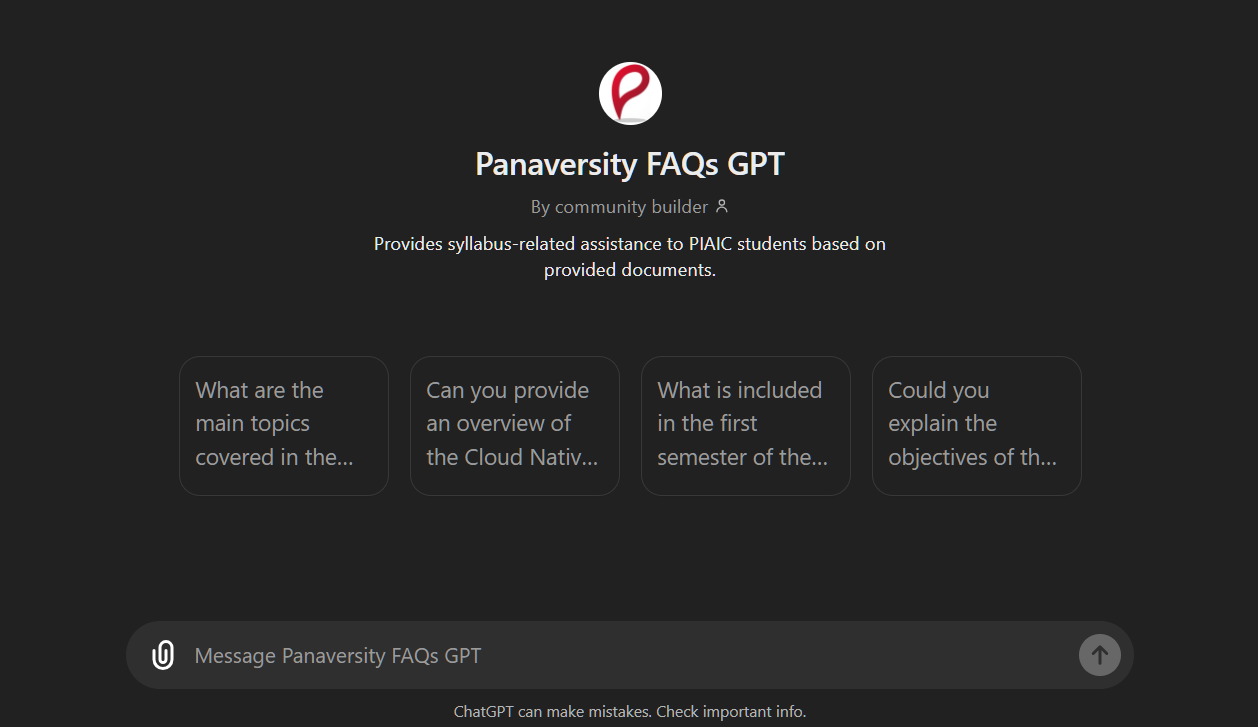 Panaversity FAQs GPT
By community builder
Provides syllabus-related assistance to PIAIC students based on
provided documents.
What are the
main topics
covered in the...
Can you provide
an overview of
the Cloud Nativ...
What is included
in the first
semester of the...
Could you
explain the
objectives of th...
Message Panaversity FAQs GPT
ChatGPT can make mistakes. Check important info.